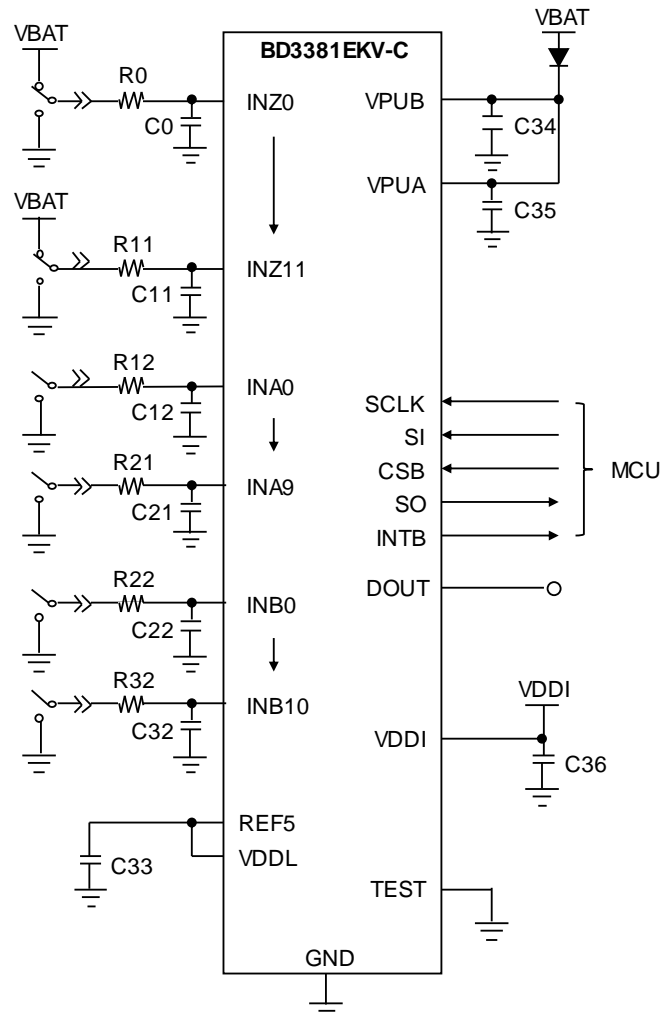 VBAT
R0
C0
VBAT
R11
C11
R12
C12
R21
C21
R22
C22
R32
C32
C33
BD3381EKV-C
INZ0
INZ11
INA0
INA9
INB0
INB10
REF5
VDDL
GND
VPUB
VPUA
SCLK
SI
CSB
SO
INTB
DOUT
VDDI
TEST
VBAT
C34
C35
MCU
VDDI
C36